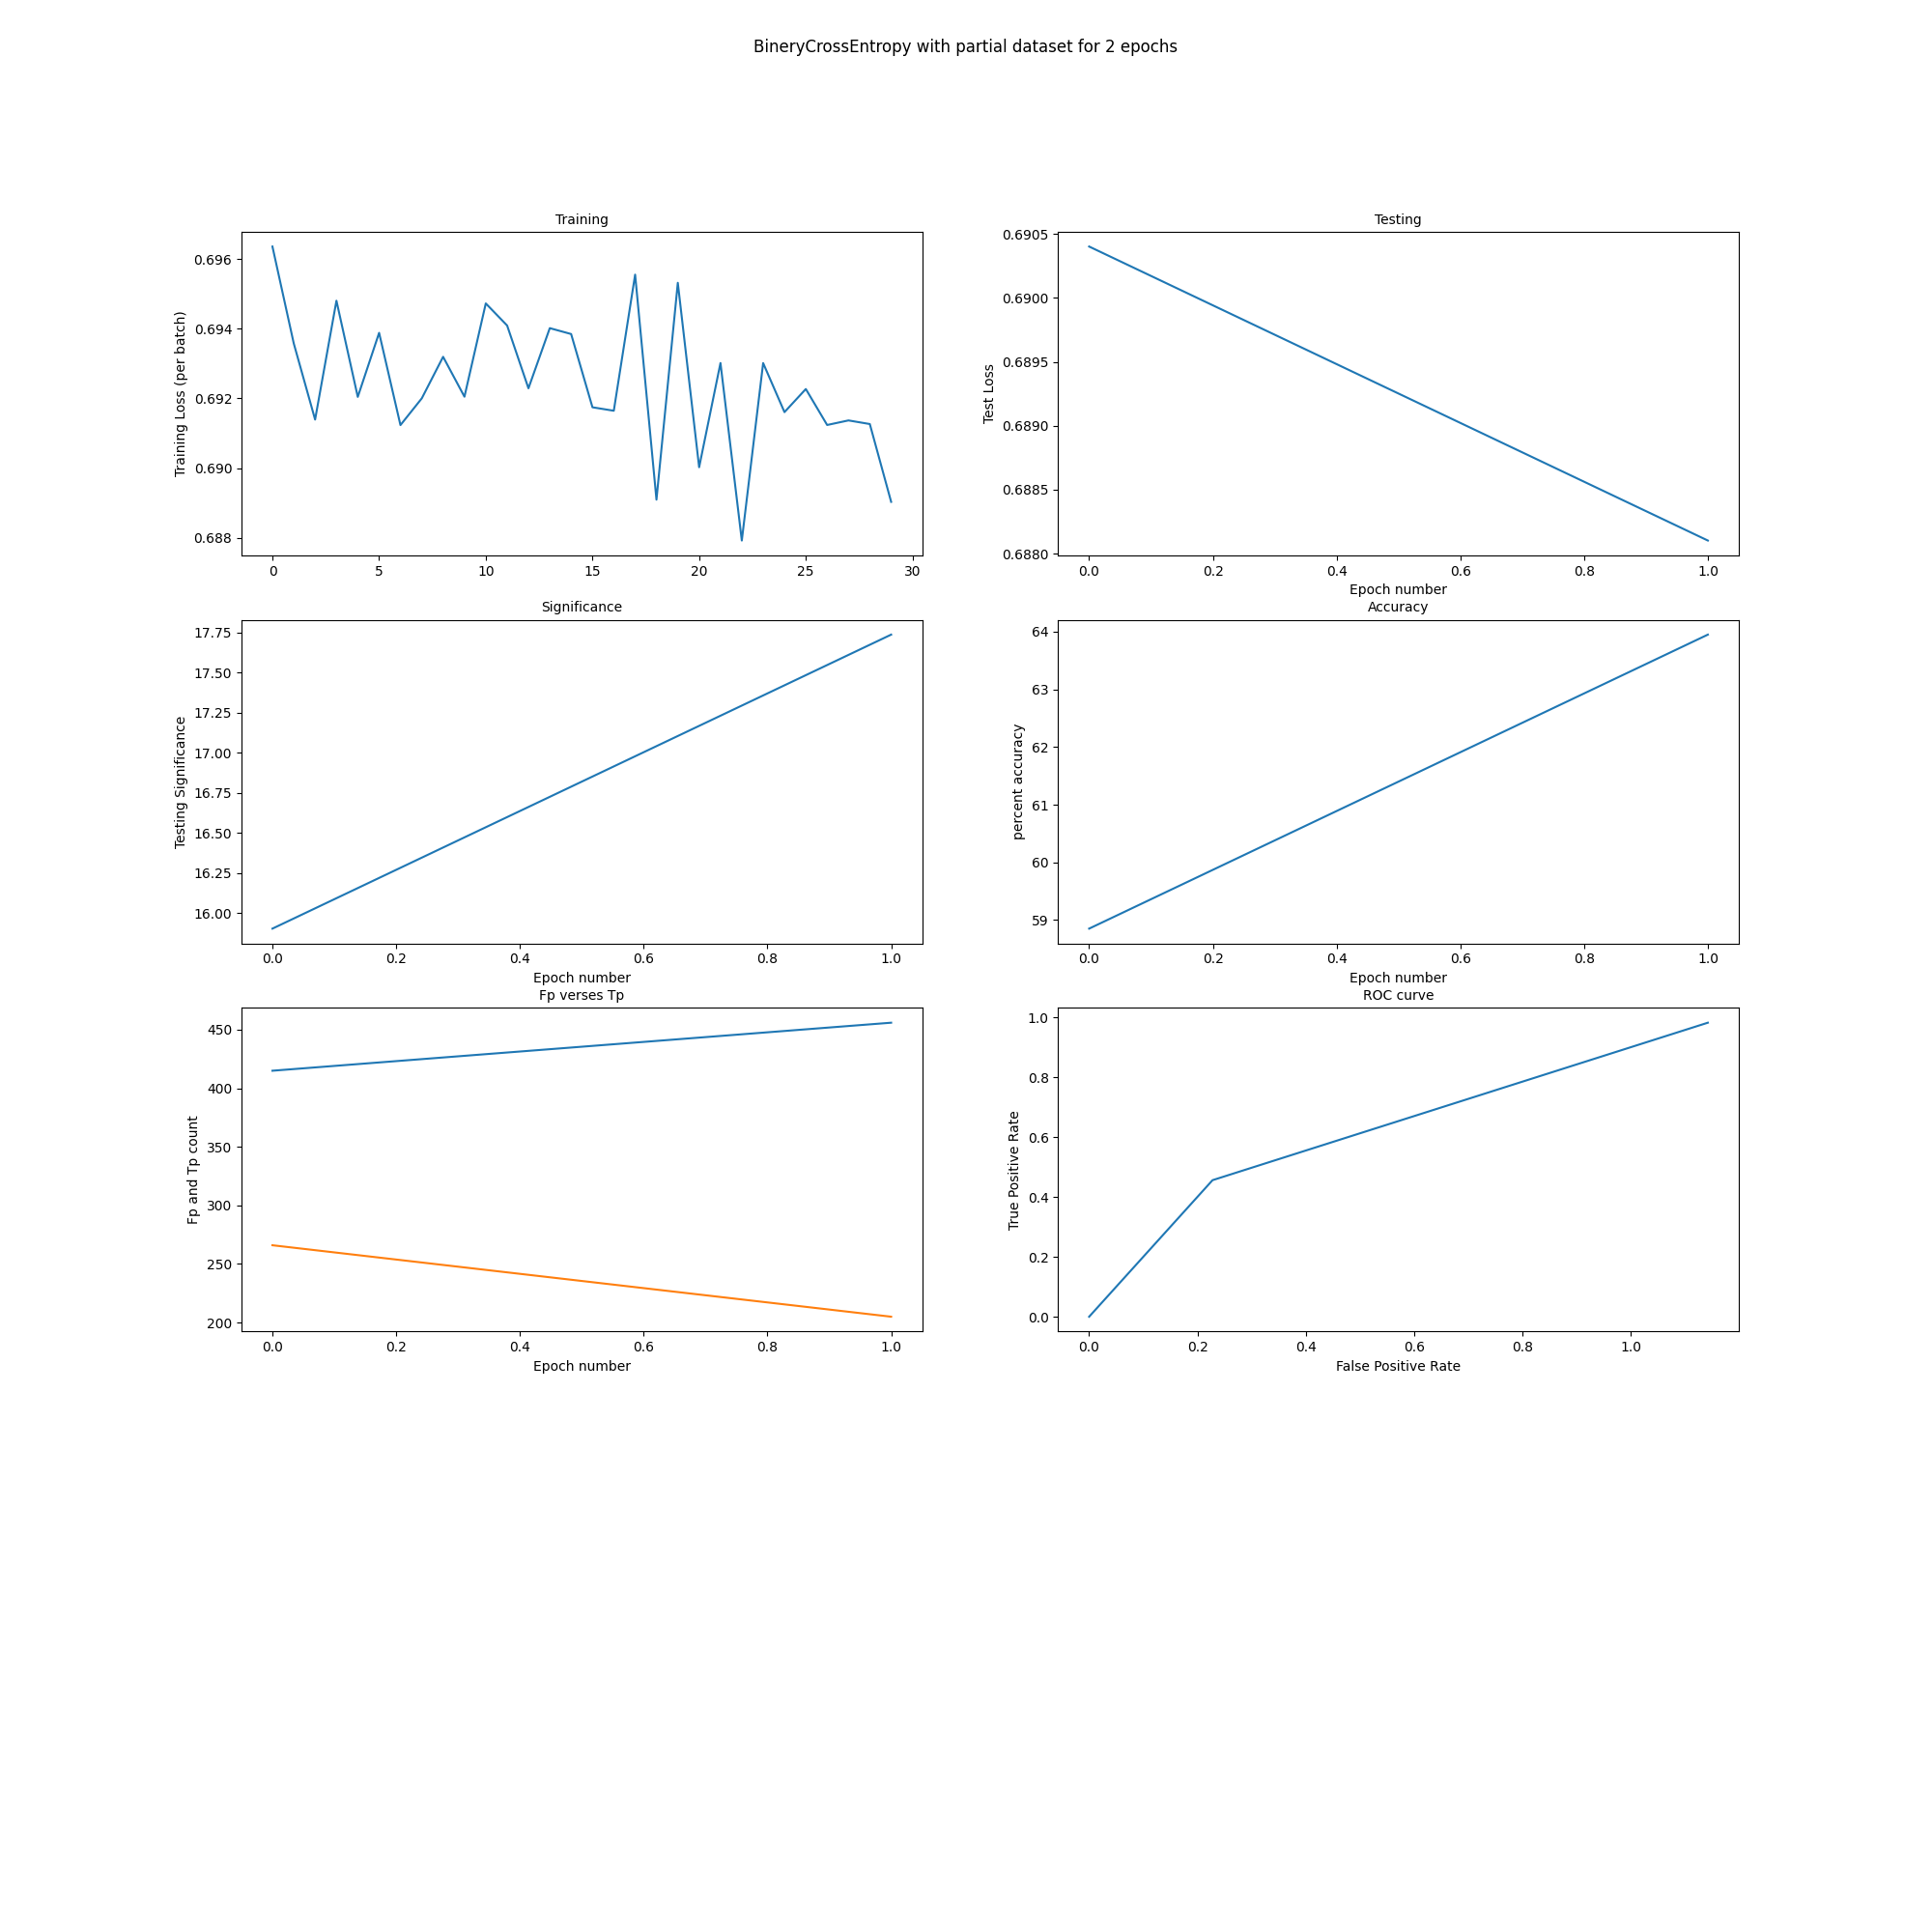 BineryCrossEntropy with partial dataset for 2 epochs
Training
Training Loss (per batch)
0.696
0.694
0.692
0.690
0.688
0 5 10 15 20 25 30
Testing
Test Loss
0.6905
0.6900
0.6895
0.6890
0.6885
0.6880
0.0 0.2 0.4 0.6 0.8 1.0
Epoch number
Significance
Testing Significance
17.75
17.50
17.25
17.00
16.75
16.50
16.25
16.00
0.0 0.2 0.4 0.6 0.8 1.0
Epoch number
Accuracy
percent accuracy
64
63
62
61
60
59
0.0 0.2 0.4 0.6 0.8 1.0
Epoch number
Fp verses Tp
Fp and Tp count
450
400
350
300
250
200
0.0 0.2 0.4 0.6 0.8 1.0
Epoch number
ROC curve
True Positive Rate
1.0
0.8
0.6
0.4
0.2
0.0
0.0 0.2 0.4 0.6 0.8 1.0
False Positive Rate